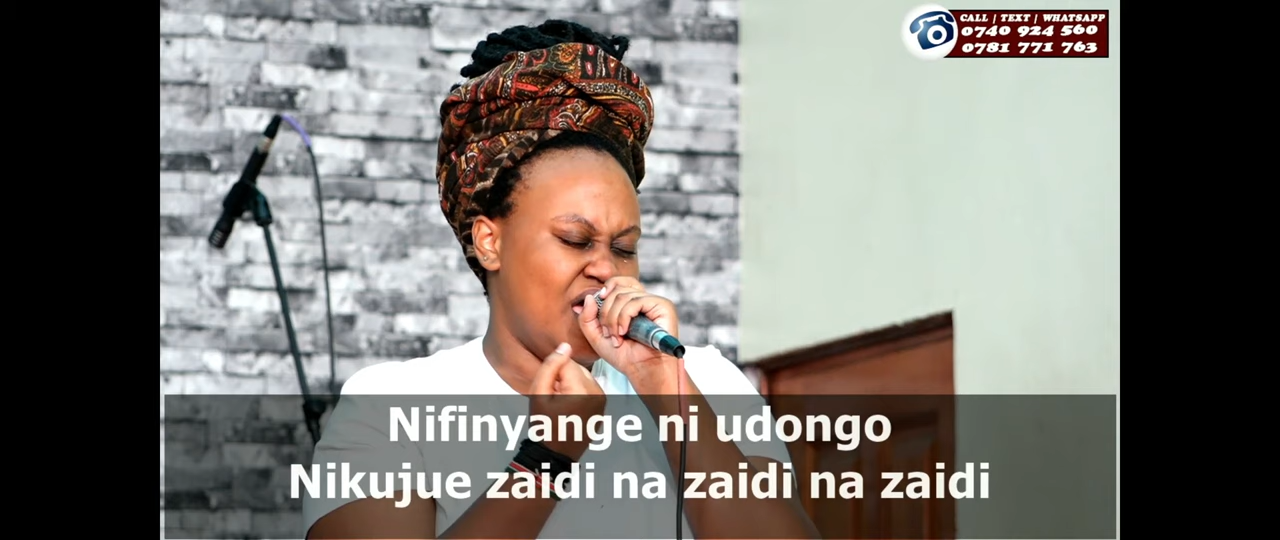 CALL | TEXT | WHATSAPP
0740 924 560
0781 771 763
Nifinyange ni udongo
Nikujue zaidi na zaidi na zaidi